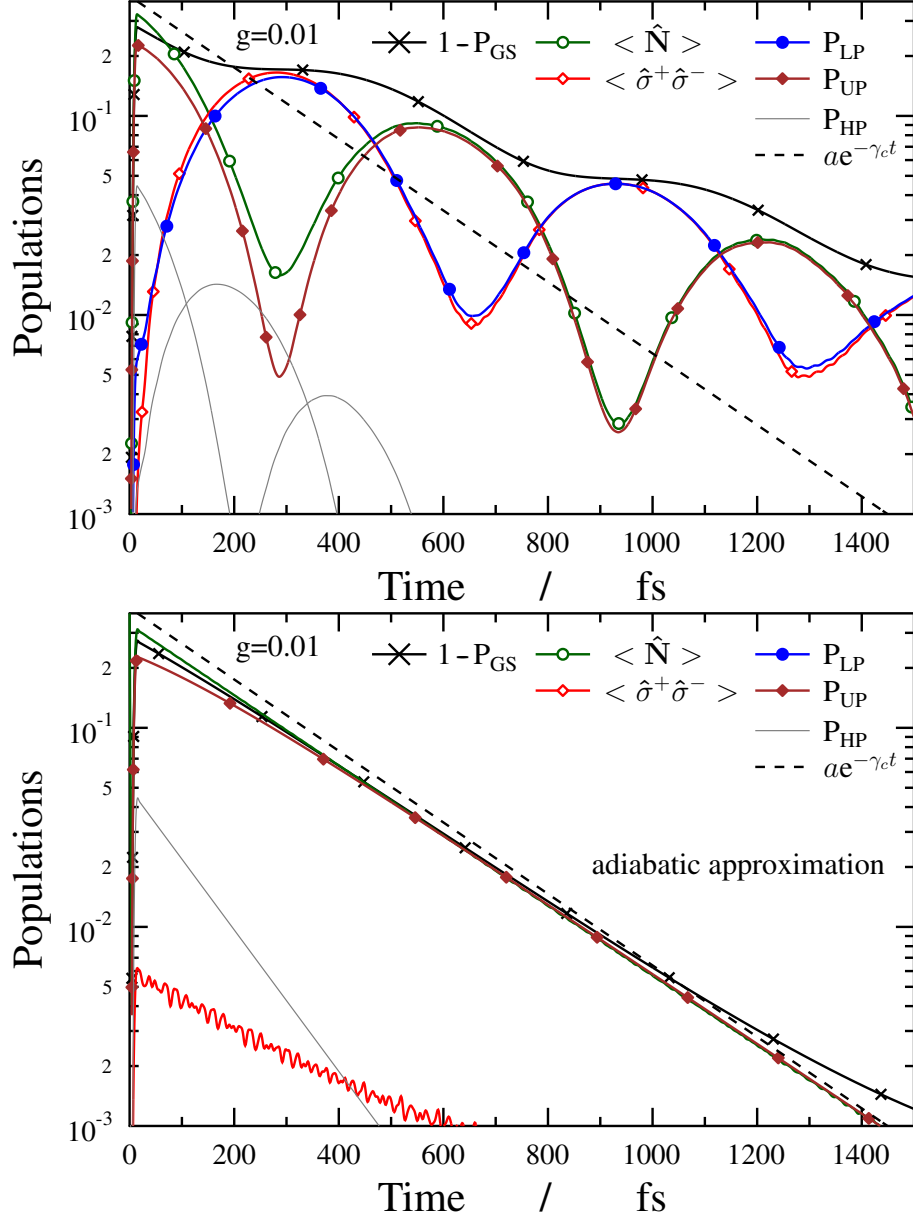 g=0.01
1-P_GS
< N̂ >
P_LP
< σ̂⁺σ̂⁻ >
P_UP
P_HP
ae^{-γ_c t}
Populations
2
10⁻¹
5
2
10⁻²
5
2
10⁻³
0 200 400 600 800 1000 1200 1400
Time / fs
g=0.01
1-P_GS
< N̂ >
P_LP
< σ̂⁺σ̂⁻ >
P_UP
P_HP
ae^{-γ_c t}
adiabatic approximation
Populations
2
10⁻¹
5
2
10⁻²
5
2
10⁻³
0 200 400 600 800 1000 1200 1400
Time / fs